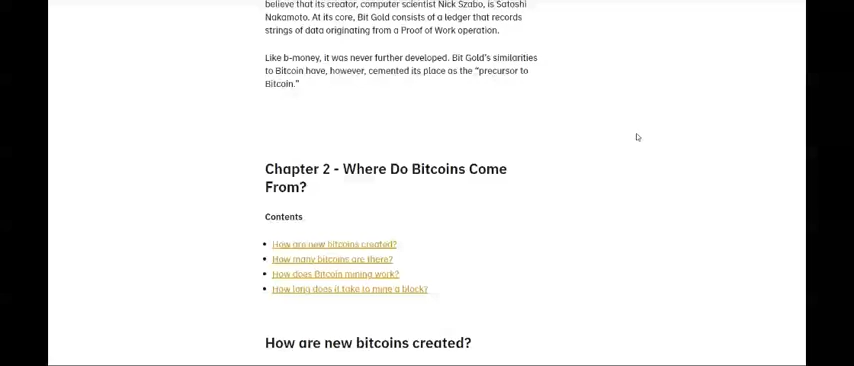 believe that its creator, computer scientist Nick Szabo, is Satoshi
Nakamoto. At its core, Bit Gold consists of a ledger that records
strings of data originating from a Proof of Work operation.
Like b-money, it was never further developed. Bit Gold's similarities
to Bitcoin have, however, cemented its place as the "precursor to
Bitcoin."
Chapter 2 - Where Do Bitcoins Come
From?
Contents
• How are new bitcoins created?
• How many bitcoins are there?
• How does Bitcoin mining work?
• How long does it take to mine a block?
How are new bitcoins created?